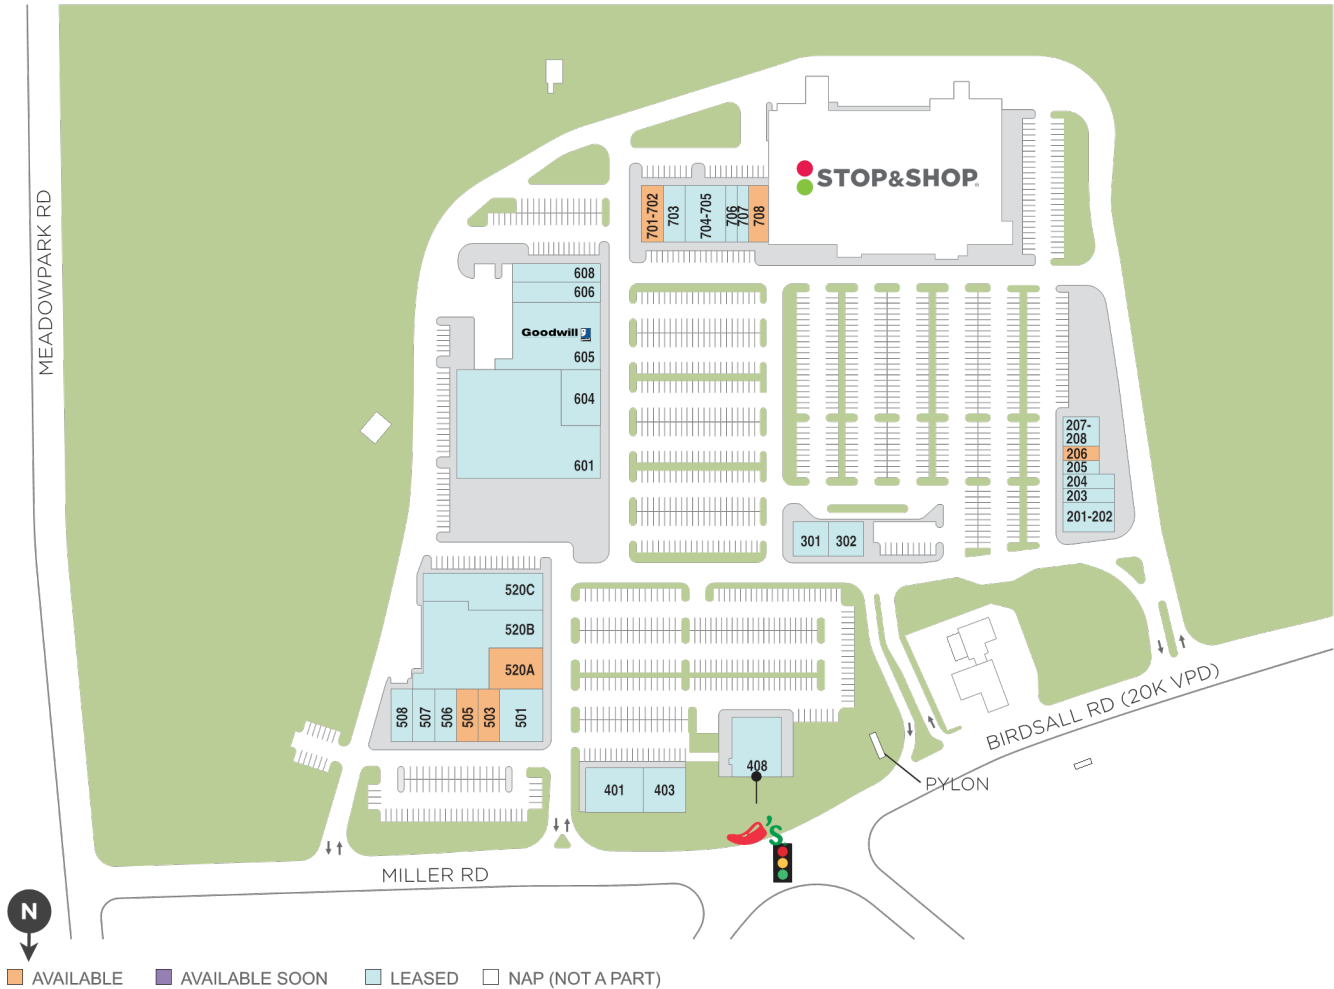 STOP&SHOP
MEADOWPARK RD
701-702
703
704-705
706
707
708
608
606
Goodwill
605
604
601
207-
208
206
205
204
203
201-202
301
302
520C
520B
520A
508
507
506
505
503
501
408
401
403
's
BIRDSALL RD (20K VPD)
PYLON
MILLER RD
N
AVAILABLE
AVAILABLE SOON
LEASED
NAP (NOT A PART)